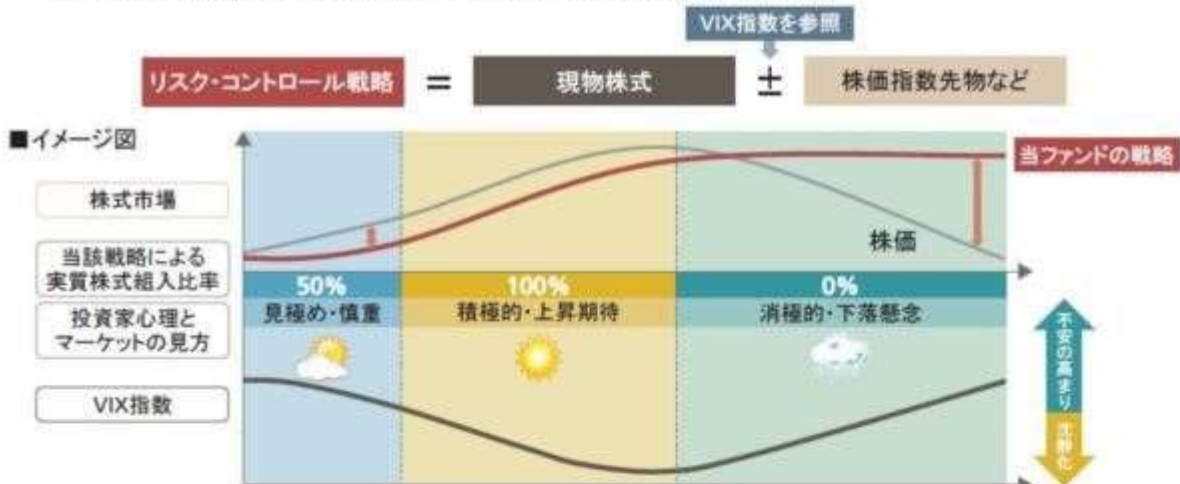 VIX指数を参照
リスク・コントロール戦略 = 現物株式 ± 株価指数先物など
■イメージ図
当ファンドの戦略
株式市場
株価
当該戦略による
実質株式組入比率
50% 100% 0%
投資家心理と
マーケットの見方
見極め・慎重 積極的・上昇期待 消極的・下落懸念
VIX指数
不安の高まり